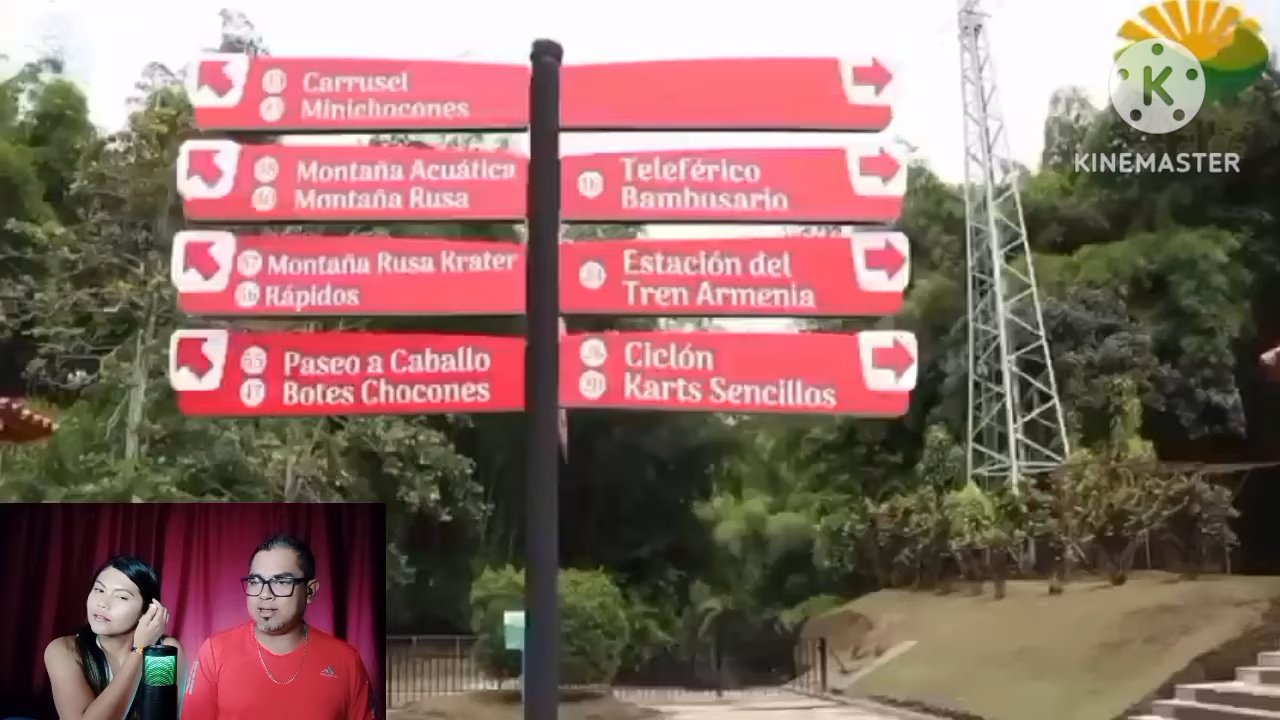 Carrusel
Minichocones
Montaña Acuática
Montaña Rusa
Montaña Rusa Krater
Rápidos
Paseo a Caballo
Botes Chocones
Teleférico
Bambusario
Estación del
Tren Armenia
Ciclón
Karts Sencillos
K
KINEMASTER
adidas